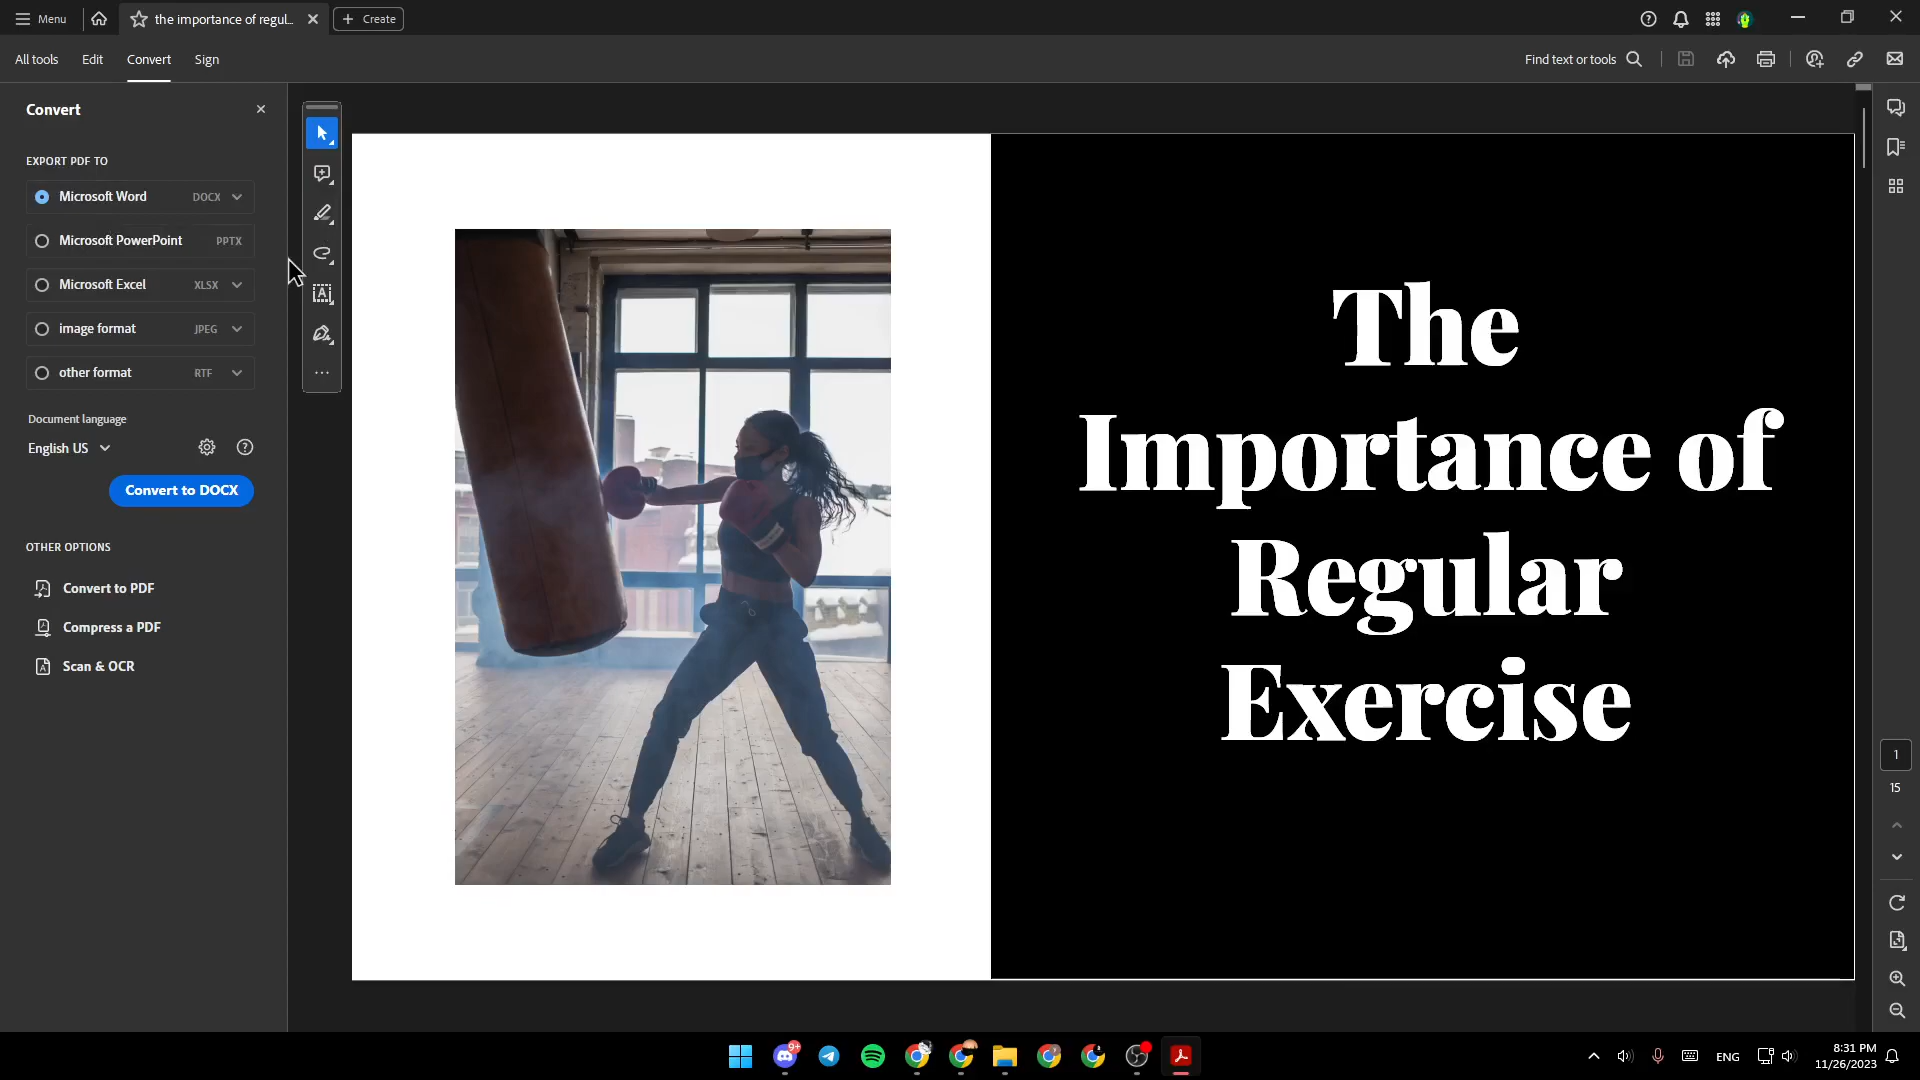 Menu
the importance of regul...
Create
All tools
Edit
Convert
Sign
Find text or tools
Convert
EXPORT PDF TO
Microsoft Word DOCX
Microsoft PowerPoint PPTX
Microsoft Excel XLSX
image format JPEG
other format RTF
Document language
English US
Convert to DOCX
OTHER OPTIONS
Convert to PDF
Compress a PDF
Scan & OCR
The
Importance of
Regular
Exercise
1
15
9+
ENG
8:31 PM
11/26/2023